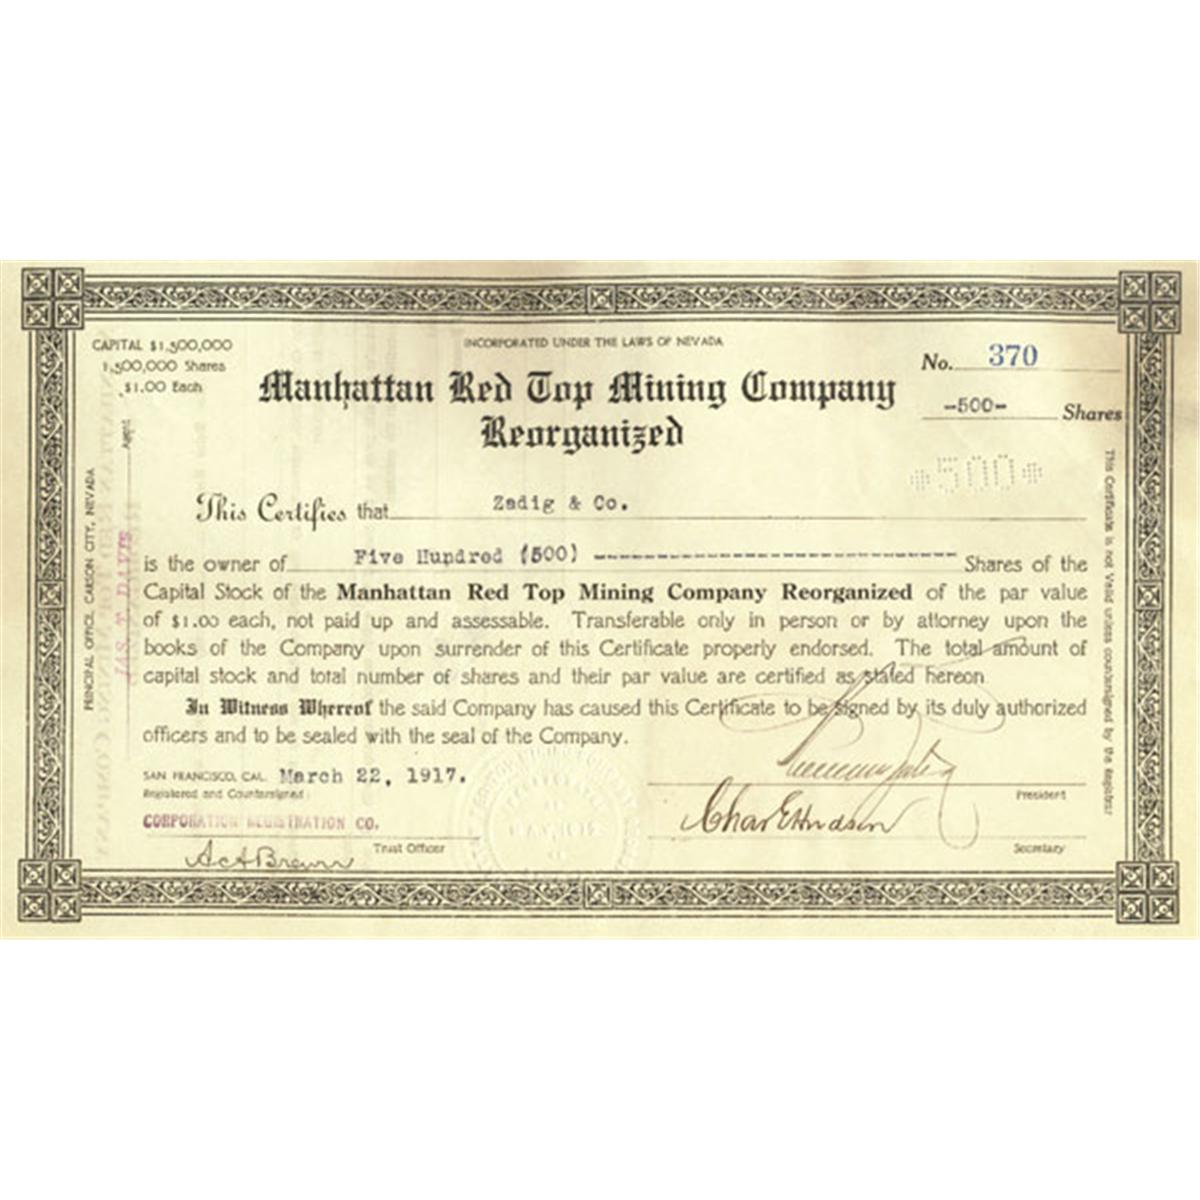 CAPITAL $1,500,000
1,500,000 Shares
$1.00 Each
INCORPORATED UNDER THE LAWS OF NEVADA
No. 370
Manhattan Red Top Mining Company
Reorganized
-500- Shares
*500*
This Certifies that Zadig & Co.
is the owner of Five Hundred (500) Shares of the
Capital Stock of the Manhattan Red Top Mining Company Reorganized of the par value
of $1.00 each, not paid up and assessable. Transferable only in person or by attorney upon the
books of the Company upon surrender of this Certificate properly endorsed. The total amount of
capital stock and total number of shares and their par value are certified as stated hereon
In Witness Whereof the said Company has caused this Certificate to be signed by its duly authorized
officers and to be sealed with the seal of the Company.
SAN FRANCISCO, CAL. March 22, 1917.
Registered and Countersigned:
CORPORATION REGISTRATION CO.
Trust Officer
President
Chas E Hudson
Secretary
PRINCIPAL OFFICE, CARSON CITY, NEVADA
JAS. T. DAVIS
This Certificate is not Valid unless countersigned by the Registrar